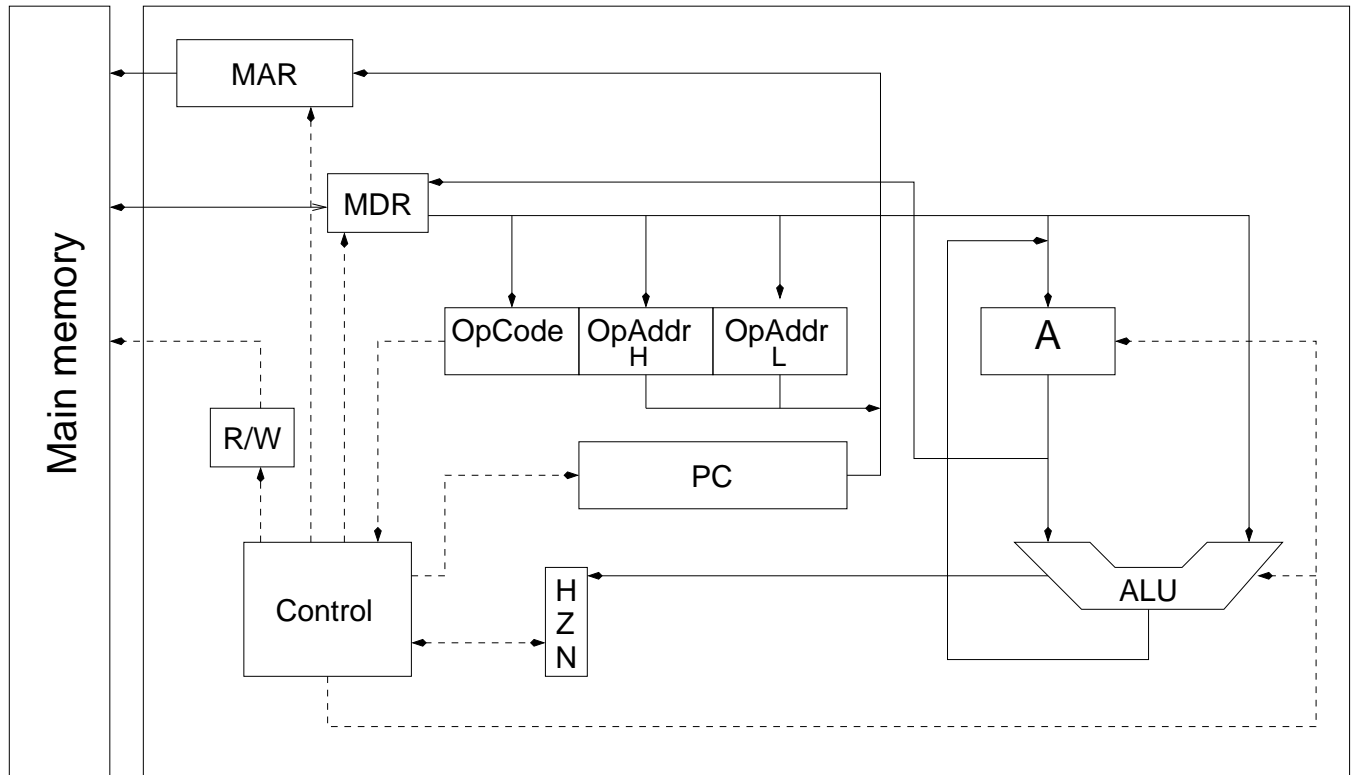 Main memory
MAR
MDR
OpCode
OpAddr
H
OpAddr
L
A
R/W
PC
Control
H
Z
N
ALU